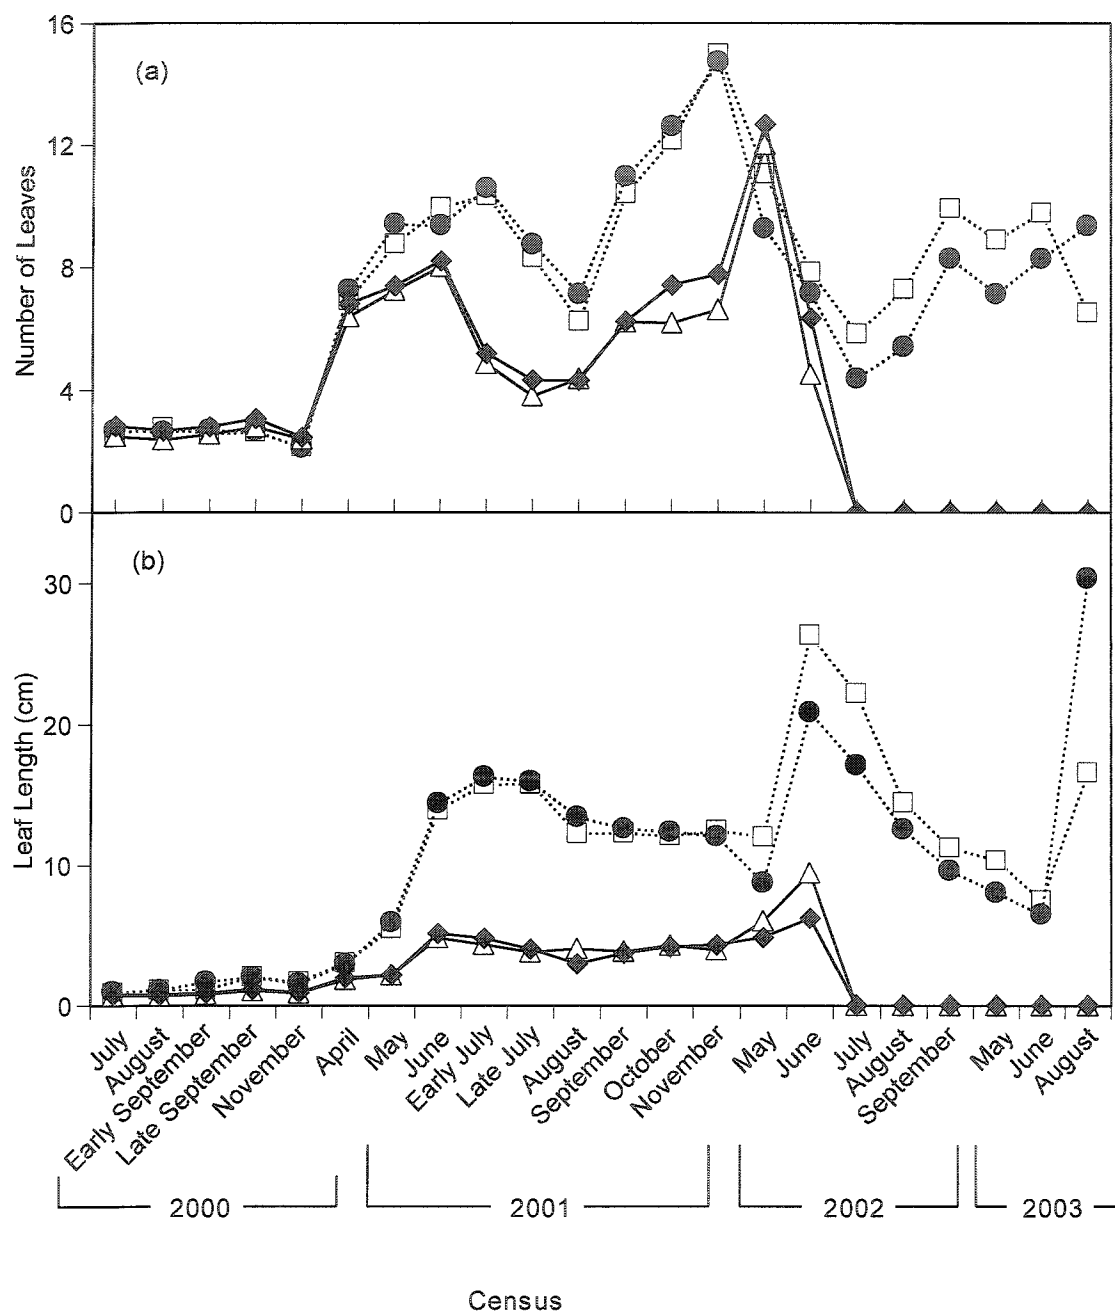 16
(a)
12
Number of Leaves
8
4
0
(b)
30
Leaf Length (cm)
20
10
0
July
August
Early September
Late September
November
April
May
June
Early July
Late July
August
September
October
November
May
June
July
August
September
May
June
August
2000
2001
2002
2003
Census